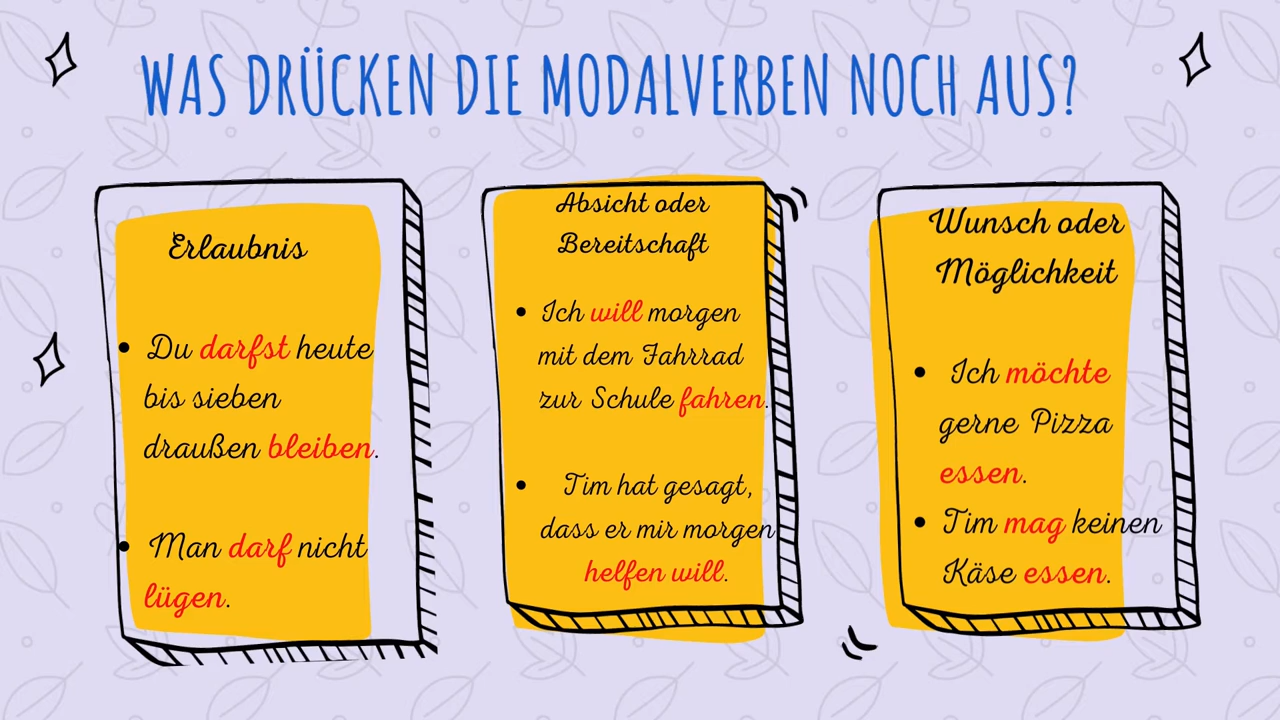 WAS DRÜCKEN DIE MODALVERBEN NOCH AUS?
Erlaubnis
• Du darfst heute
bis sieben
draußen bleiben.
• Man darf nicht
lügen.
Absicht oder
Bereitschaft
• Ich will morgen
mit dem Fahrrad
zur Schule fahren.
• Tim hat gesagt,
dass er mir morgen
helfen will.
Wunsch oder
Möglichkeit
• Ich möchte
gerne Pizza
essen.
• Tim mag keinen
Käse essen.